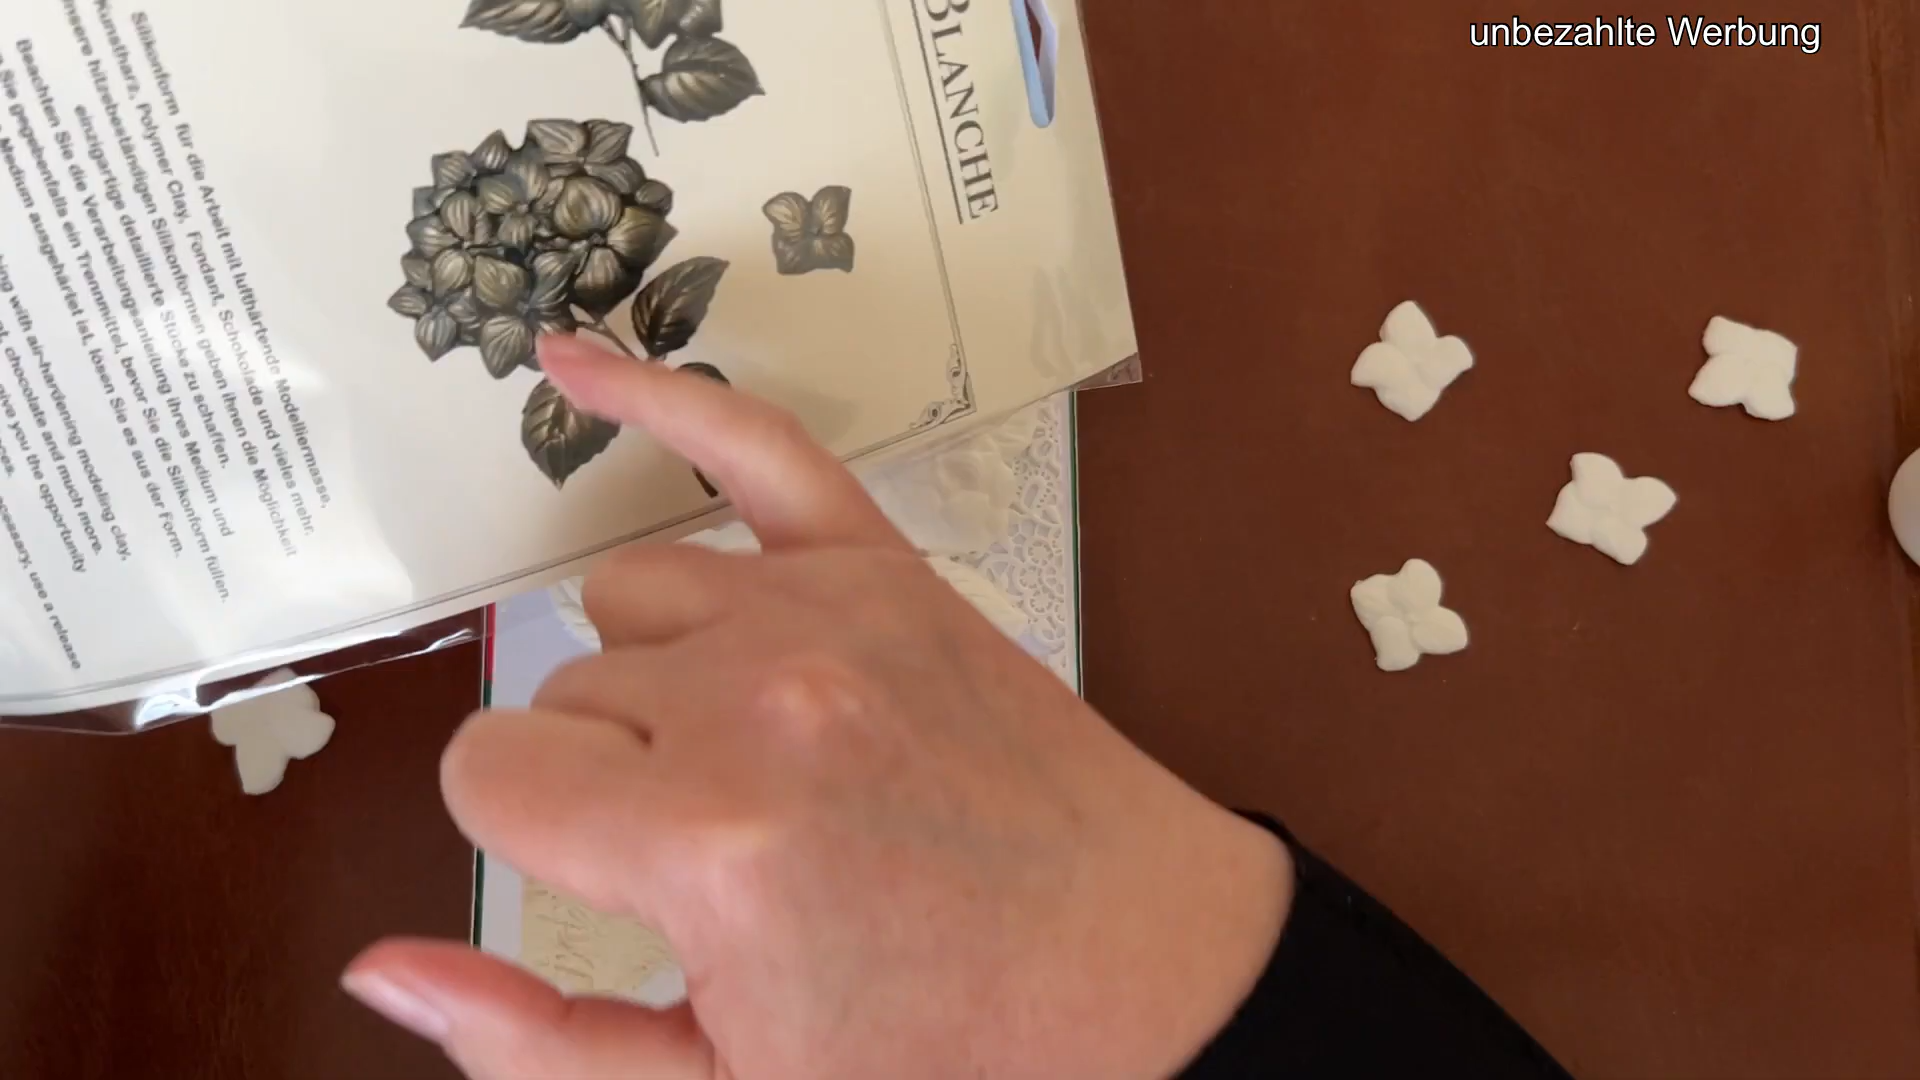 unbezahlte Werbung
BLANCHE
Silikonform für die Arbeit mit lufthärtende Modelliermasse,
Kunstharz, Polymer Clay, Fondant, Schokolade und vieles mehr.
Unsere hitzebeständigen Silikonformen geben ihnen die Möglichkeit
einzigartige detaillierte Stücke zu schaffen.
Beachten Sie die Verarbeitungsanleitung ihres Medium und
Sie gegebenfalls ein Trennmittel, bevor Sie die Silikonform füllen.
Medium ausgehärtet ist, lösen Sie es aus der Form.
with air-hardening modeling clay,
chocolate and much more.
give you the opportunity
use a release